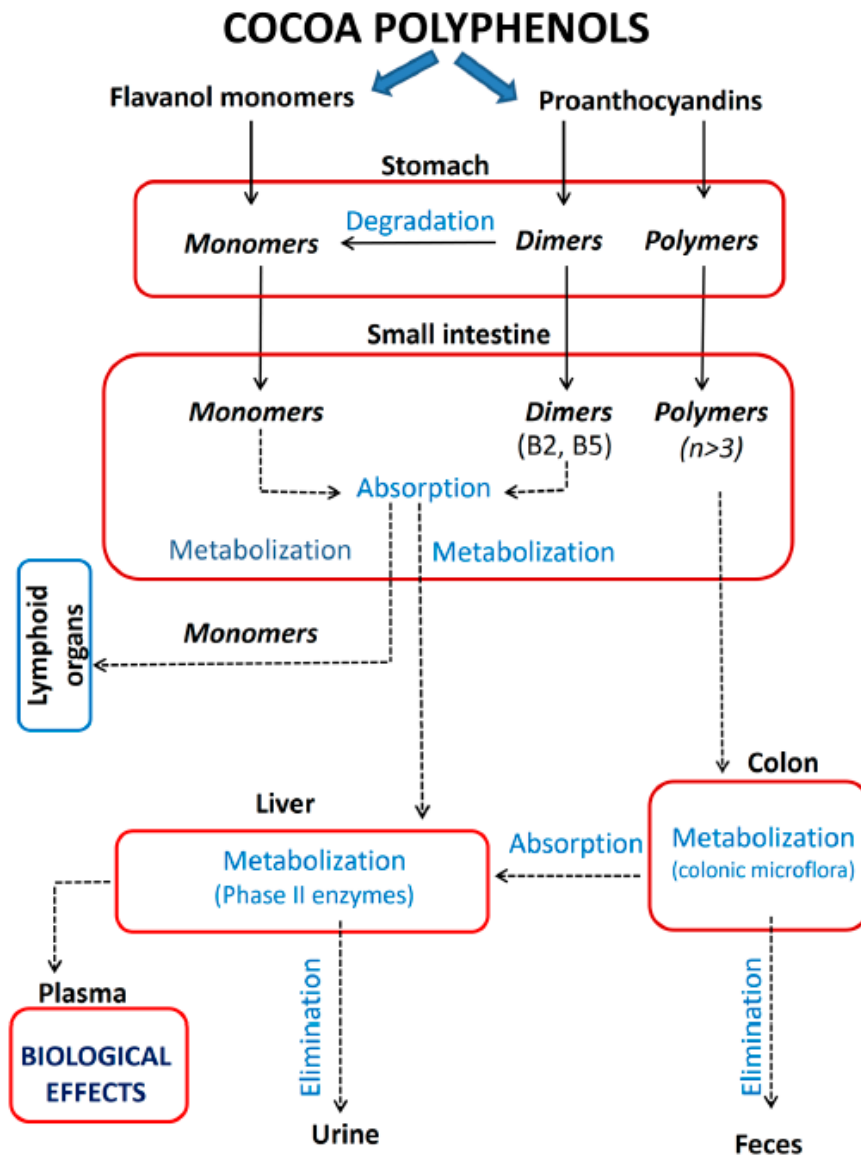 COCOA POLYPHENOLS
Flavanol monomers
Proanthocyandins
Stomach
Degradation
Monomers
Dimers
Polymers
Small intestine
Monomers
Dimers
Polymers
(B2, B5)
(n>3)
Absorption
Metabolization
Metabolization
Lymphoid
organs
Monomers
Colon
Liver
Metabolization
(Phase II enzymes)
Absorption
Metabolization
(colonic microflora)
Plasma
BIOLOGICAL
EFFECTS
Elimination
Elimination
Urine
Feces